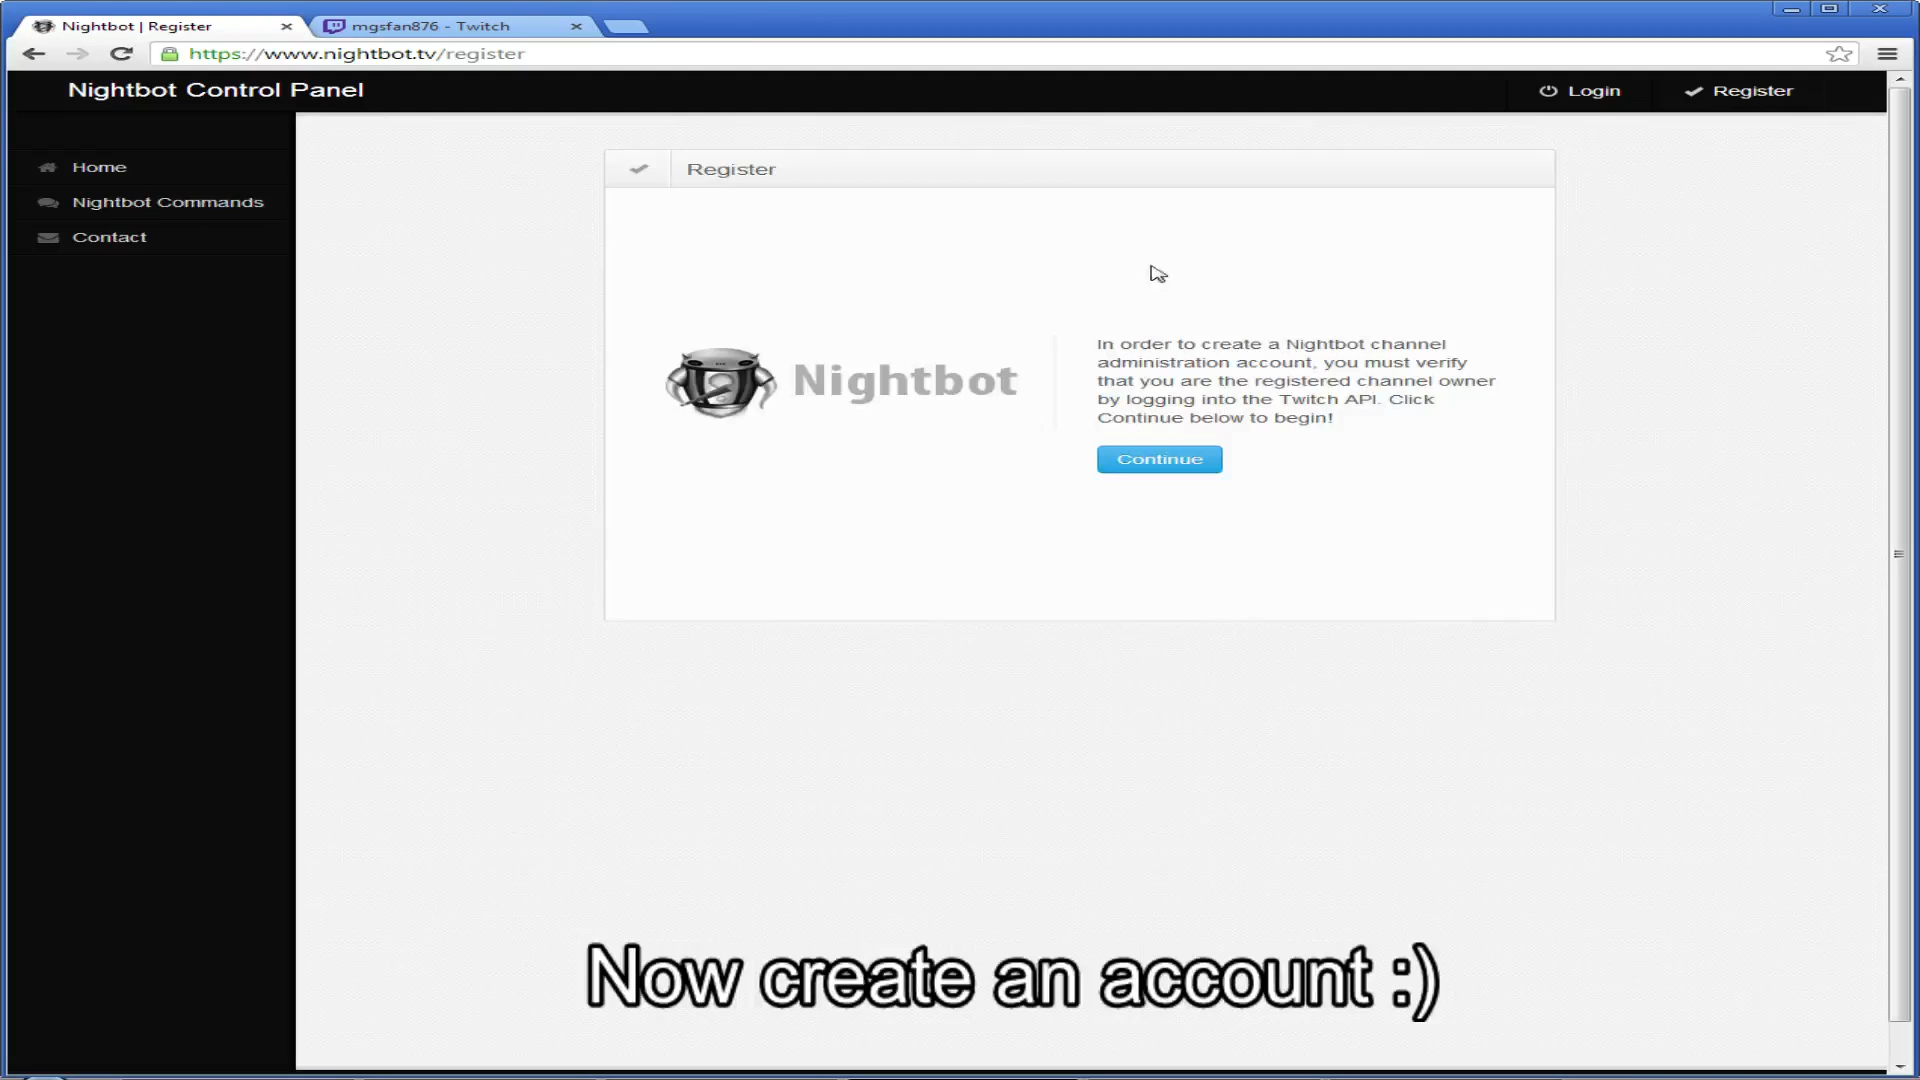 Nightbot | Register
mgsfan876 - Twitch
https://www.nightbot.tv/register
Nightbot Control Panel
Login
Register
Home
Nightbot Commands
Contact
Register
Nightbot
In order to create a Nightbot channel
administration account, you must verify
that you are the registered channel owner
by logging into the Twitch API. Click
Continue below to begin!
Continue
Now create an account :)